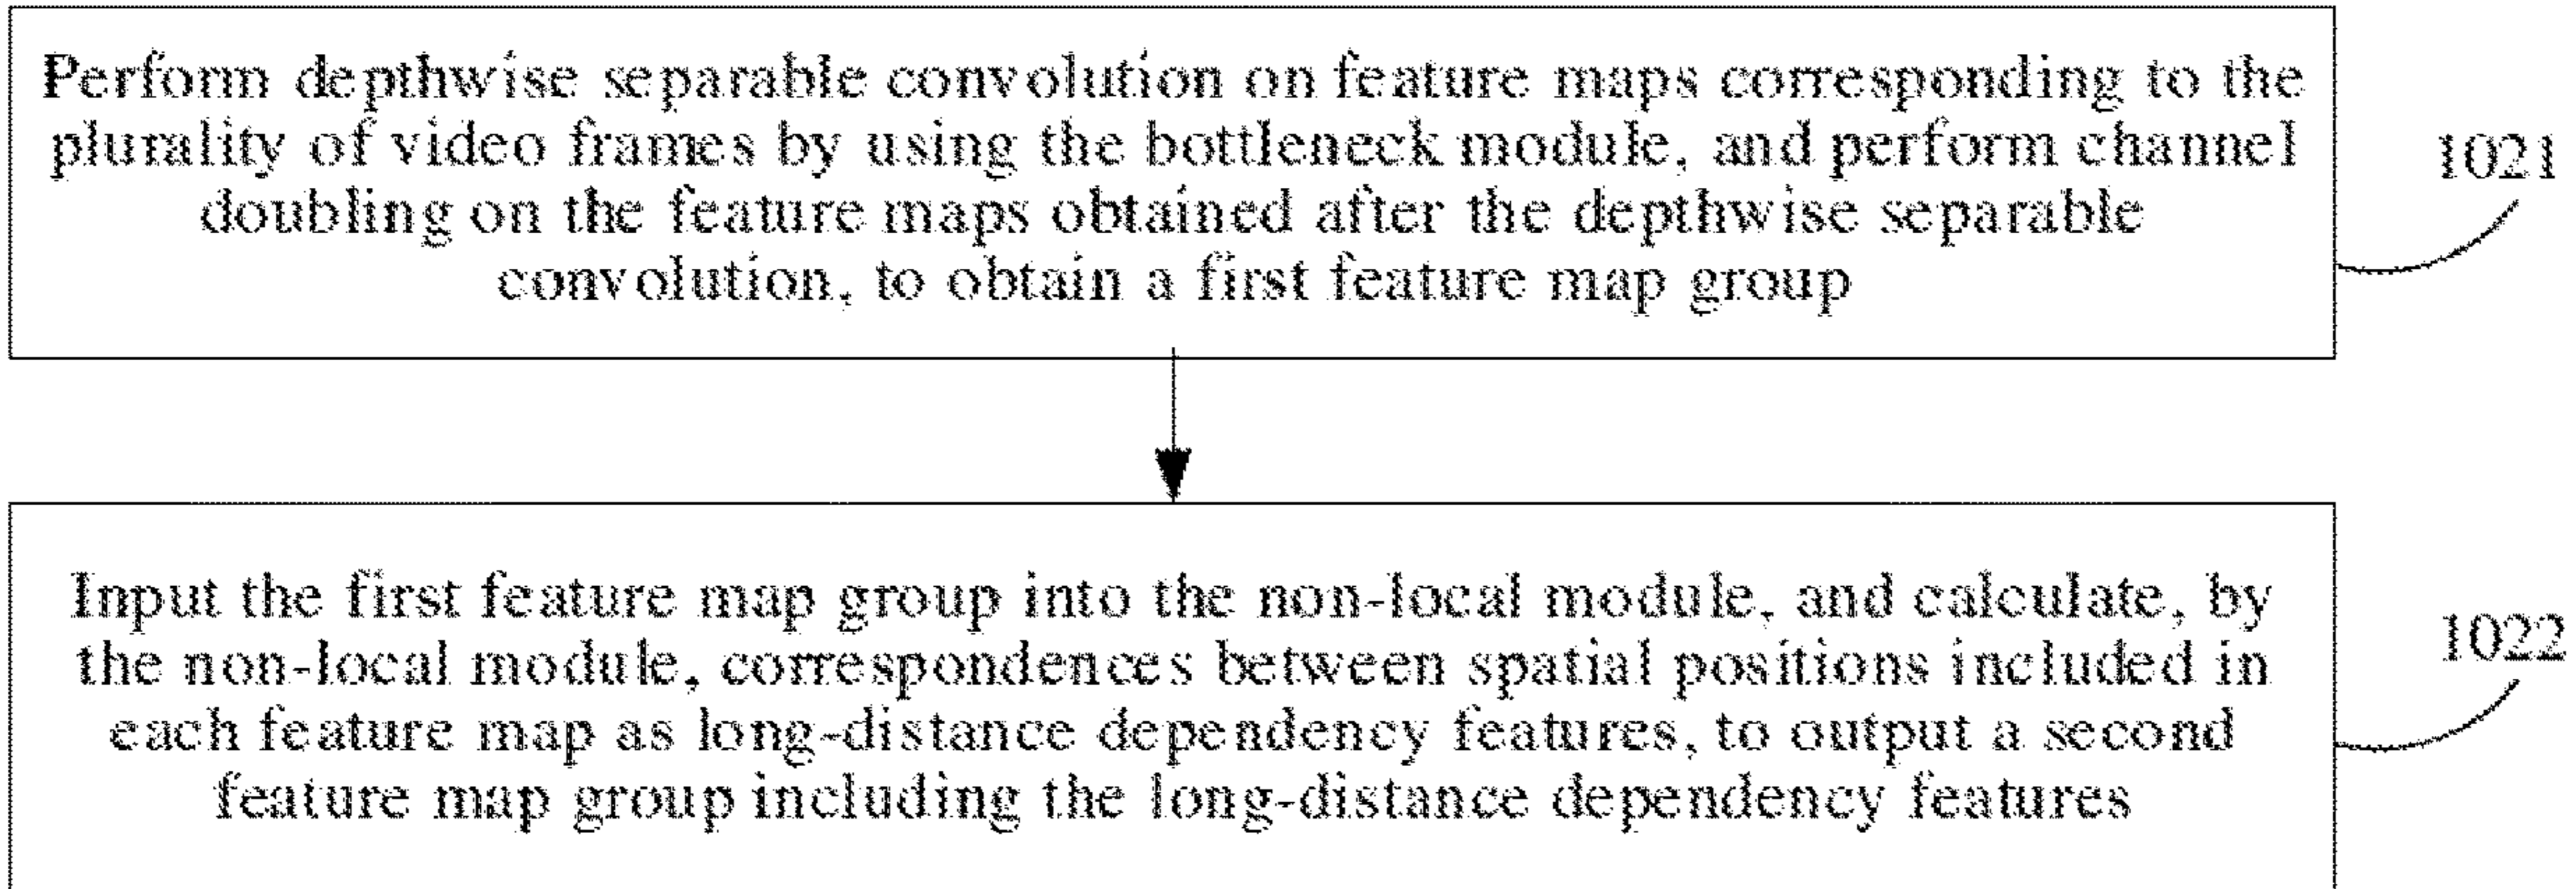 Perform depthwise separable convolution on feature maps corresponding to the
plurality of video frames by using the bottleneck module, and perform channel
doubling on the feature maps obtained after the depthwise separable
convolution, to obtain a first feature map group
1021
Input the first feature map group into the non-local module, and calculate, by
the non-local module, correspondences between spatial positions included in
each feature map as long-distance dependency features, to output a second
feature map group including the long-distance dependency features
1022